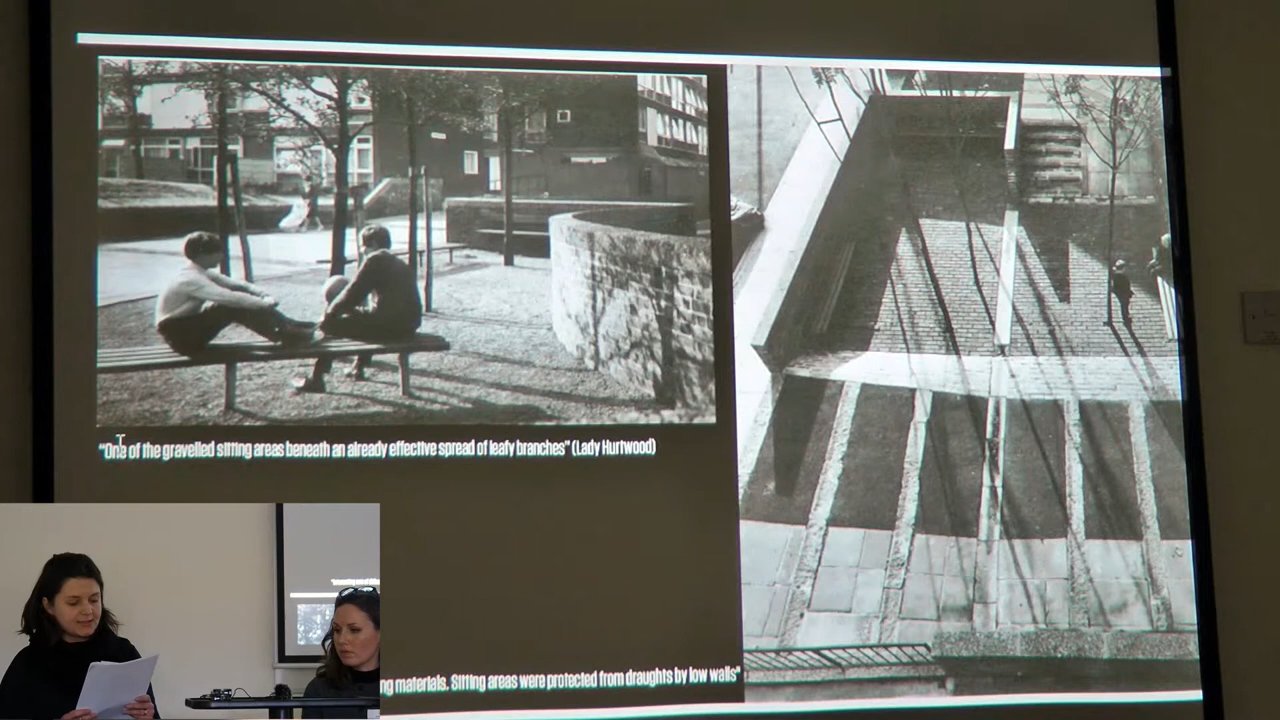 "One of the gravelled sitting areas beneath an already effective spread of leafy branches" (Lady Hurtwood)
ng materials. Sitting areas were protected from draughts by low walls"